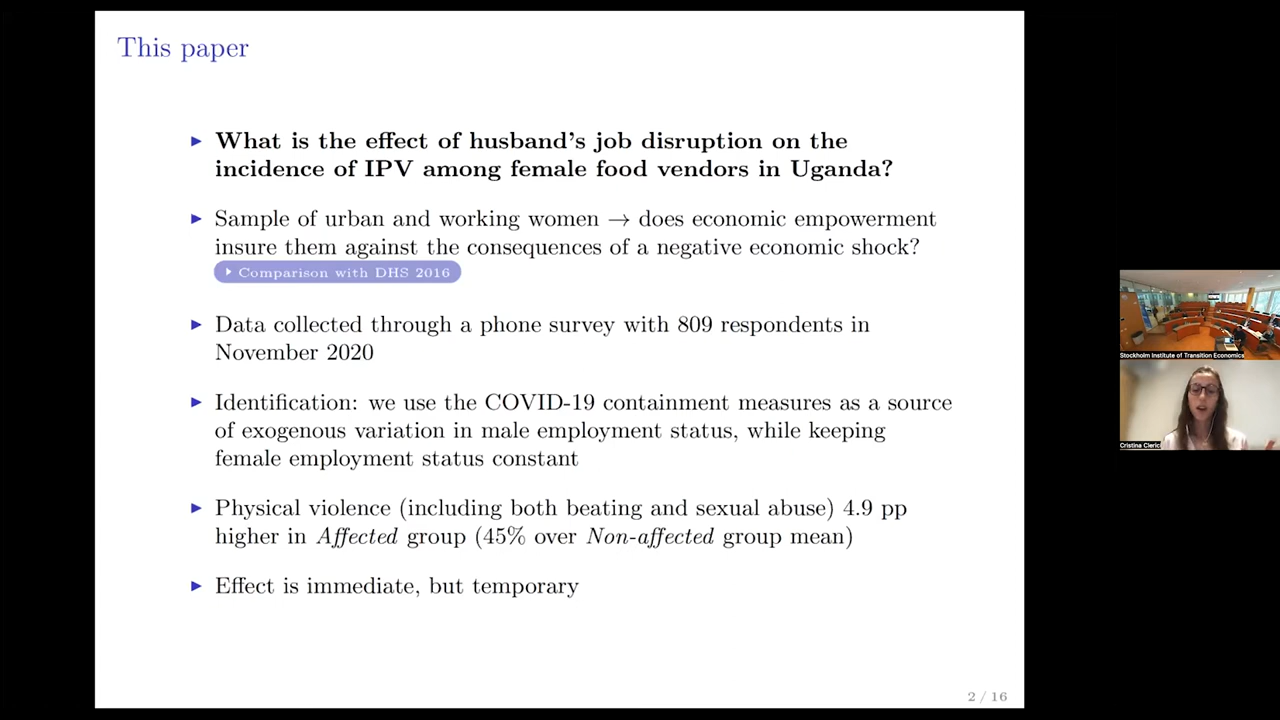 This paper
▶ What is the effect of husband's job disruption on the
incidence of IPV among female food vendors in Uganda?
▶ Sample of urban and working women → does economic empowerment
insure them against the consequences of a negative economic shock?
▶ Comparison with DHS 2016
▶ Data collected through a phone survey with 809 respondents in
November 2020
▶ Identification: we use the COVID-19 containment measures as a source
of exogenous variation in male employment status, while keeping
female employment status constant
▶ Physical violence (including both beating and sexual abuse) 4.9 pp
higher in Affected group (45% over Non-affected group mean)
▶ Effect is immediate, but temporary
2 / 16
Stockholm Institute of Transition Economics
Cristina Clerici